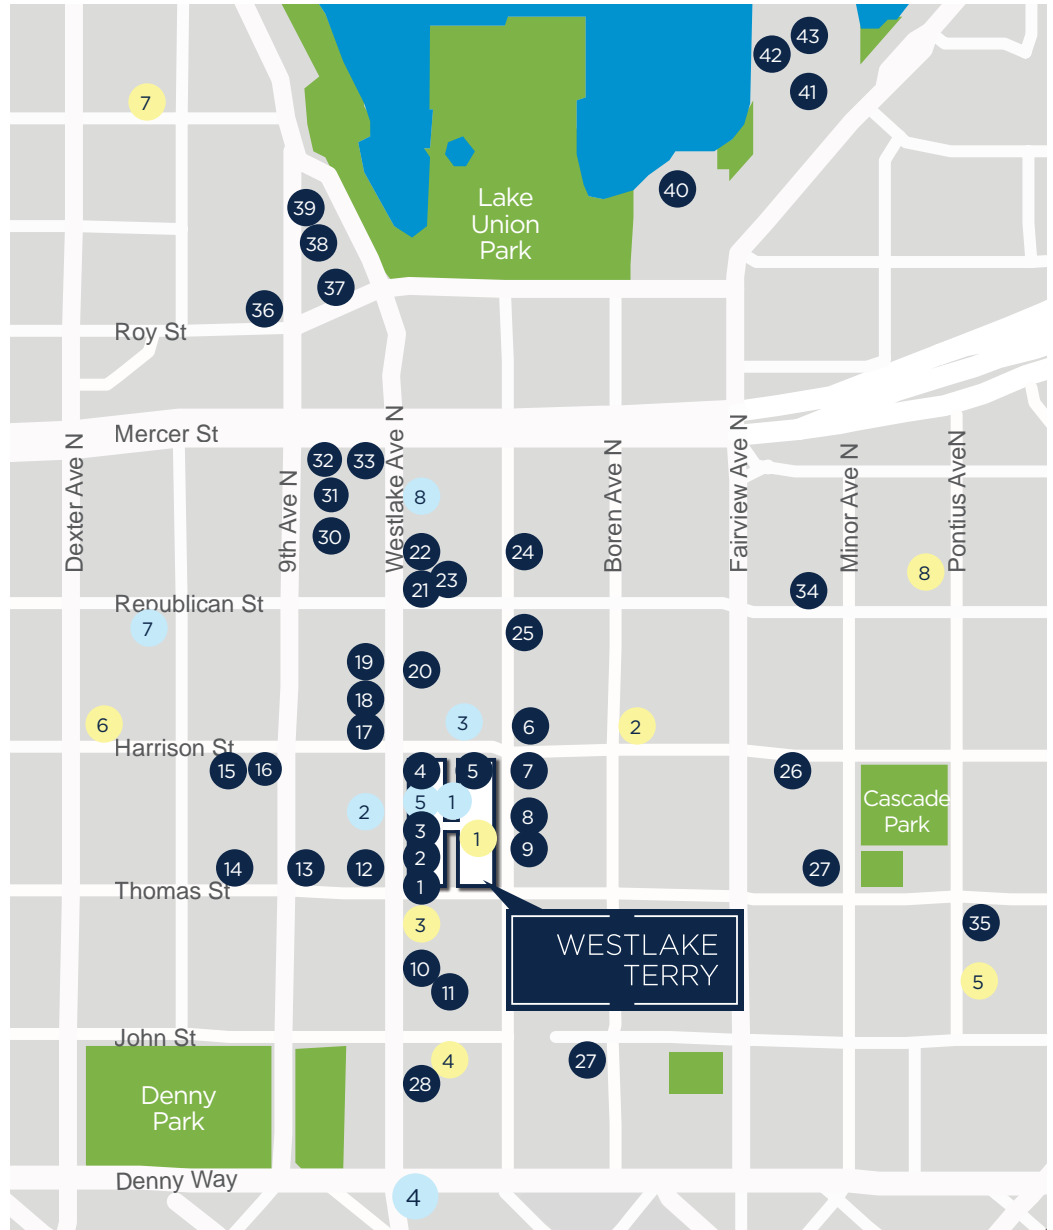 43
42
41
7
40
Lake
Union
Park
39
38
37
36
Roy St
Mercer St
Dexter Ave N
9th Ave N
Westlake Ave N
Boren Ave N
Fairview Ave N
Minor Ave N
Pontius AveN
32
33
31
8
30
22
24
23
21
8
34
Republican St
7
25
19
20
18
17
3
6
2
6
Harrison St
15
16
4
5
7
26
5
1
2
Cascade
Park
3
1
8
9
2
14
13
12
1
27
Thomas St
3
35
WESTLAKE
TERRY
10
11
5
John St
4
27
28
Denny
Park
Denny Way
4